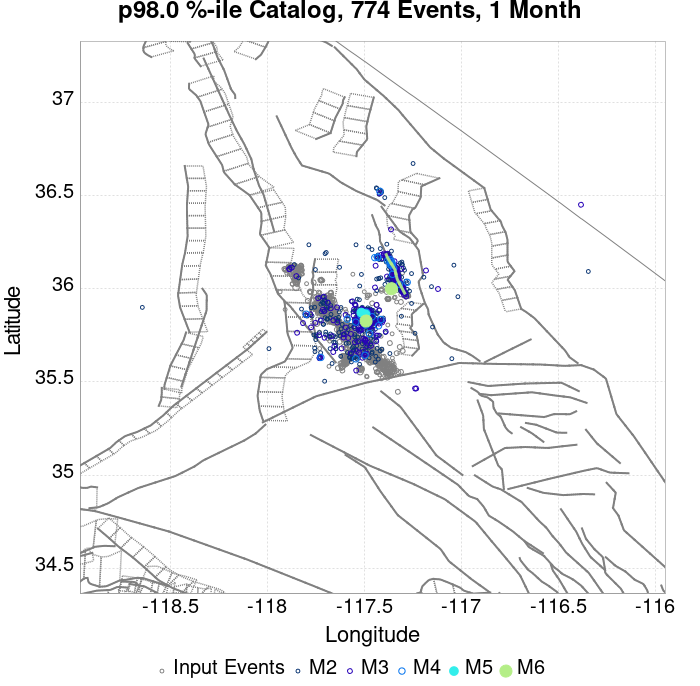 p98.0 %-ile Catalog, 774 Events, 1 Month
37
36.5
36
35.5
35
34.5
Latitude
-118.5
-118
-117.5
-117
-116.5
-116
Longitude
Input Events
M2
M3
M4
M5
M6